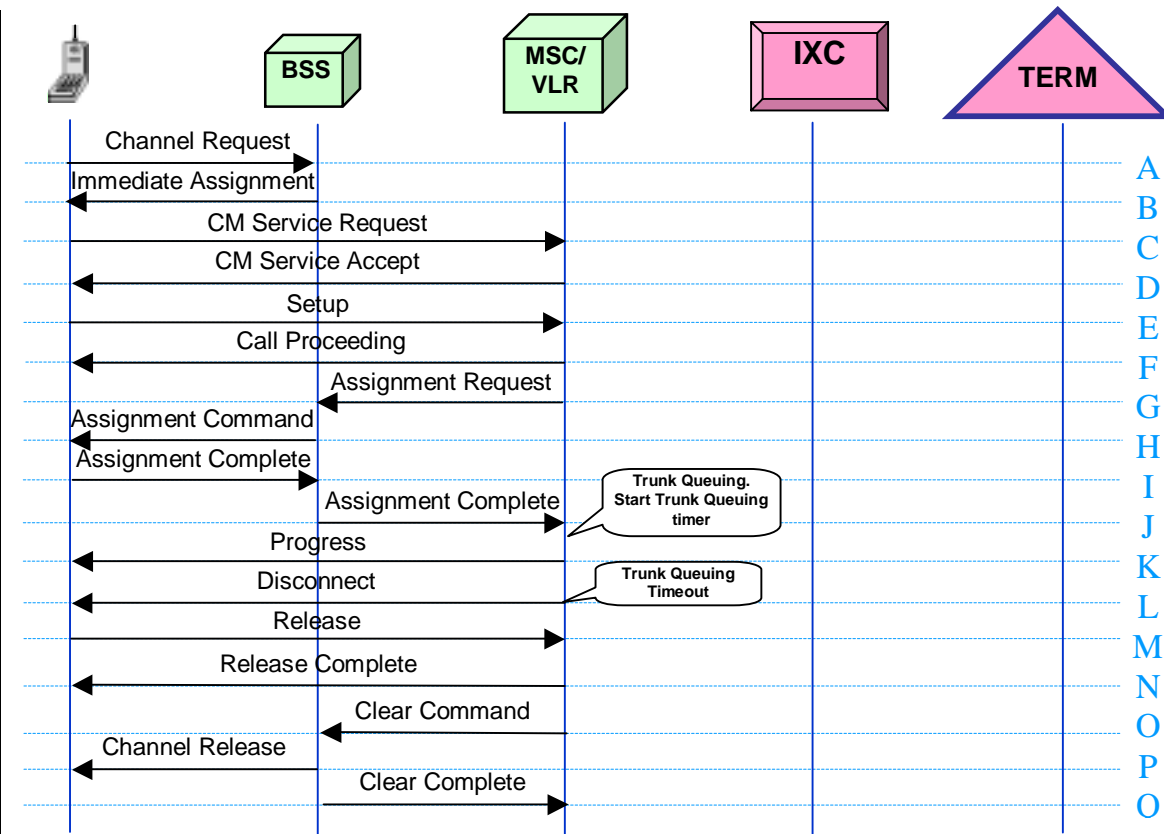 BSS
MSC/
VLR
IXC
TERM
Channel Request
A
Immediate Assignment
B
CM Service Request
C
CM Service Accept
D
Setup
E
Call Proceeding
F
Assignment Request
G
Assignment Command
H
Assignment Complete
I
Trunk Queuing.
Start Trunk Queuing
timer
Assignment Complete
J
Progress
K
Trunk Queuing
Timeout
Disconnect
L
Release
M
Release Complete
N
Clear Command
O
Channel Release
P
Clear Complete
O